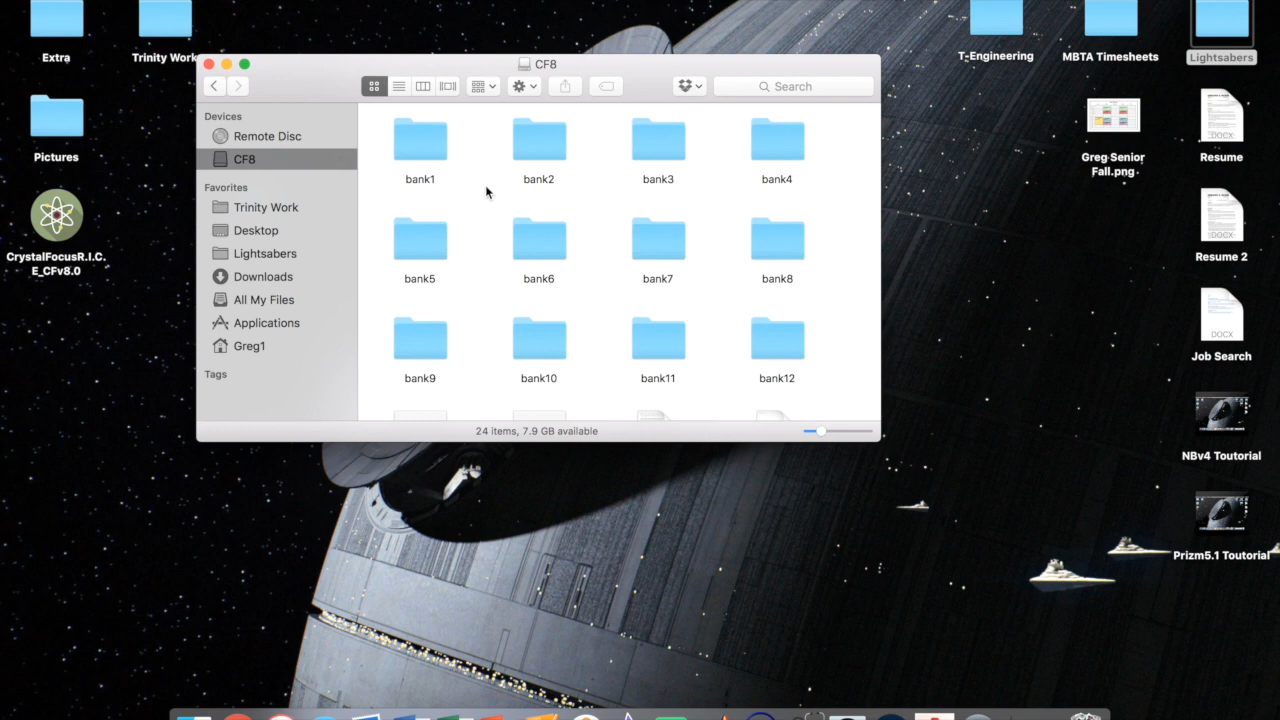 Extra
Trinity Work
T-Engineering
MBTA Timesheets
Lightsabers
CF8
Search
Devices
Remote Disc
CF8
Favorites
Trinity Work
Desktop
Lightsabers
Downloads
All My Files
Applications
Greg1
Tags
bank1
bank2
bank3
bank4
bank5
bank6
bank7
bank8
bank9
bank10
bank11
bank12
24 items, 7.9 GB available
Pictures
CrystalFocusR.I.C.
E_CFv8.0
Greg Senior
Fall.png
DOCX
Resume
DOCX
Resume 2
DOCX
Job Search
NBv4 Toutorial
Prizm5.1 Toutorial